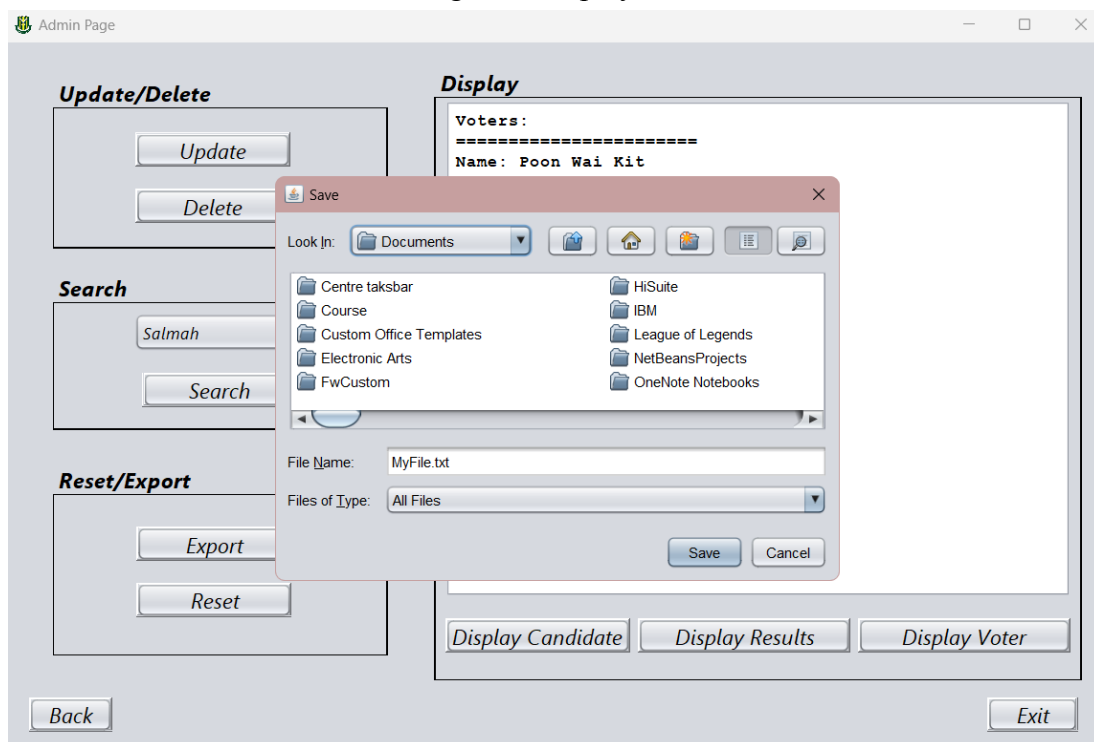 Admin Page
Update/Delete
Update
Delete
Search
Salmah
Search
Reset/Export
Export
Reset
Display
Voters:
=======================
Name: Poon Wai Kit
Save
Look In:
Documents
Centre taksbar
Course
Custom Office Templates
Electronic Arts
FwCustom
HiSuite
IBM
League of Legends
NetBeansProjects
OneNote Notebooks
File Name:
MyFile.txt
Files of Type:
All Files
Save
Cancel
Display Candidate
Display Results
Display Voter
Back
Exit